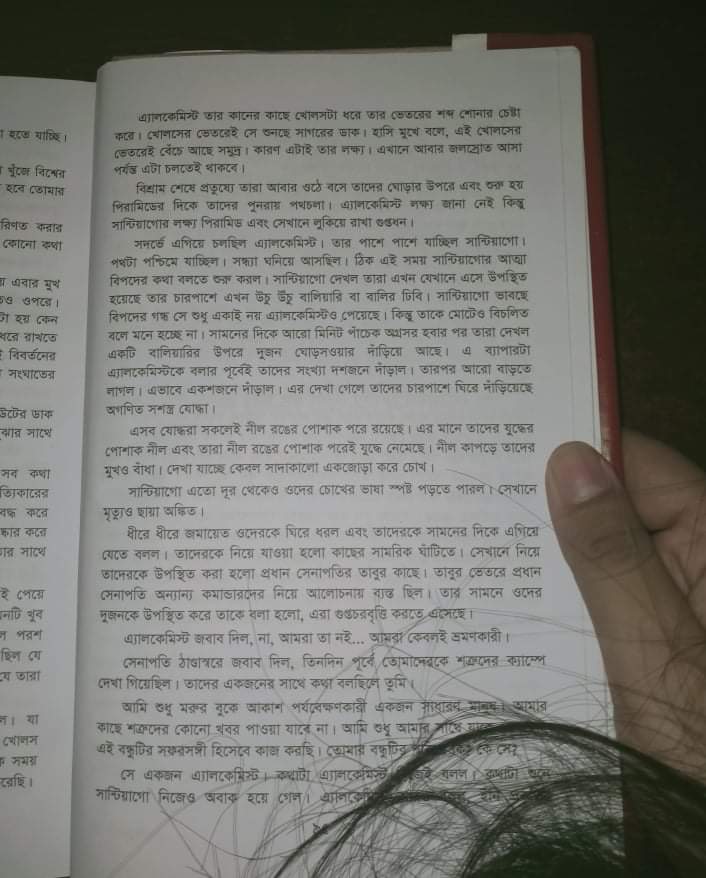 া হতে যাচ্ছি।
খুঁজে বিশ্বের
হবে তোমার
রিণত করার
কোনো কথা
া এবার মুখ
ও ওপরে।
টা হয় কেন
ধরে রাখতে
ই বিবর্তনের
সংঘাতের
উটের ডাক
ঝার সাথে
সব কথা
ত্যিকারের
বদ্ধ করে
্কার করে
ার সাথে
ই পেয়ে
নটি খুব
ন পরশ
ছিল যে
যে তারা
ল। যা
খোলস
ক সময়
রেছি।
এ্যালকেমিস্ট তার কানের কাছে খোলসটা ধরে তার ভেতরের শব্দ শোনার চেষ্টা
করে। খোলসের ভেতরেই সে শুনছে সাগরের ডাক। হাসি মুখে বলে, এই খোলসের
ভেতরেই বেঁচে আছে সমুদ্র। কারণ এটাই তার লক্ষ্য। এখানে আবার জলস্রোত আসা
পর্যন্ত এটা চলতেই থাকবে।
বিশ্রাম শেষে প্রত্যুষে তারা আবার ওঠে বসে তাদের ঘোড়ার উপরে এবং শুরু হয়
পিরামিডের দিকে তাদের পুনরায় পথচলা। এ্যালকেমিস্ট লক্ষ্য জানা নেই কিন্তু
সান্টিয়াগোর লক্ষ্য পিরামিড এবং সেখানে লুকিয়ে রাখা গুপ্তধন।
সদর্ভে এগিয়ে চলছিল এ্যালকেমিস্ট। তার পাশে পাশে যাচ্ছিল সান্টিয়াগো।
পথটা পশ্চিমে যাচ্ছিল। সন্ধ্যা ঘনিয়ে আসছিল। ঠিক এই সময় সান্টিয়াগোর আত্মা
বিপদের কথা বলতে শুরু করল। সান্টিয়াগো দেখল তারা এখন যেখানে এসে উপস্থিত
হয়েছে তার চারপাশে এখন উচু উঁচু বালিয়ারি বা বালির ঢিবি। সান্টিয়াগো ভাবছে
বিপদের গন্ধ সে শুধু একাই নয় এ্যালকেমিস্টও পেয়েছে। কিন্তু তাকে মোটেও বিচলিত
বলে মনে হচ্ছে না। সামনের দিকে আরো মিনিট পাঁচেক অগ্রসর হবার পর তারা দেখল
একটি বালিয়ারির উপরে দুজন ঘোড়সওয়ার দাঁড়িয়ে আছে। এ ব্যাপারটা
এ্যালকেমিস্টকে বলার পূর্বেই তাদের সংখ্যা দশজনে দাঁড়াল। তারপর আরো বাড়তে
লাগল। এভাবে একশজনে দাঁড়াল। এর দেখা গেলে তাদের চারপাশে ঘিরে দাঁড়িয়েছে
অগণিত সশস্ত্র যোদ্ধা।
এসব যোদ্ধরা সকলেই নীল রঙের পোশাক পরে রয়েছে। এর মানে তাদের যুদ্ধের
পোশাক নীল এবং তারা নীল রঙের পোশাক পরেই যুদ্ধে নেমেছে। নীল কাপড়ে তাদের
মুখও বাঁধা। দেখা যাচ্ছে কেবল সাদাকালো একজোড়া করে চোখ।
সান্টিয়াগো এতো দূর থেকেও ওদের চোখের ভাষা স্পষ্ট পড়তে পারল। সেখানে
মৃত্যুও ছায়া অঙ্কিত।
ধীরে ধীরে জমায়েত ওদেরকে ঘিরে ধরল এবং তাদেরকে সামনের দিকে এগিয়ে
যেতে বলল। তাদেরকে নিয়ে যাওয়া হলো কাছের সামরিক ঘাঁটিতে। সেখানে নিয়ে
তাদেরকে উপস্থিত করা হলো প্রধান সেনাপতির তাবুর কাছে। তাবুর ভেতরে প্রধান
সেনাপতি অন্যান্য কমান্ডারদের নিয়ে আলোচনায় ব্যস্ত ছিল। তার সামনে ওদের
দুজনকে উপস্থিত করে তাকে বলা হলো, এরা গুপ্তচরবৃত্তি করতে এসেছে।
এ্যালকেমিস্ট জবাব দিল, না, আমরা তা নই... আমরা কেবলই ভ্রমণকারী।
সেনাপতি ঠাণ্ডাস্বরে জবাব দিল, তিনদিন পূর্বে তোমাদেরকে শত্রুদের ক্যাম্পে
দেখা গিয়েছিল। তাদের একজনের সাথে কথা বলছিলে তুমি।
আমি শুধু মরুর বুকে আকাশ পর্যবেক্ষণকারী একজন সাধারণ মানুষ। আমার
কাছে শত্রুদের কোনো খবর পাওয়া যাবে না। আমি শুধু আমার সাথে
এই বন্ধুটির সফরসঙ্গী হিসেবে কাজ করছি। তোমার বন্ধুটির কে সে?
সে একজন এ্যালকেমিস্ট। কথাটা এ্যালকেমিস্ট বলল। কথাটা শুনে
সান্টিয়াগো নিজেও অবাক হয়ে গেল।